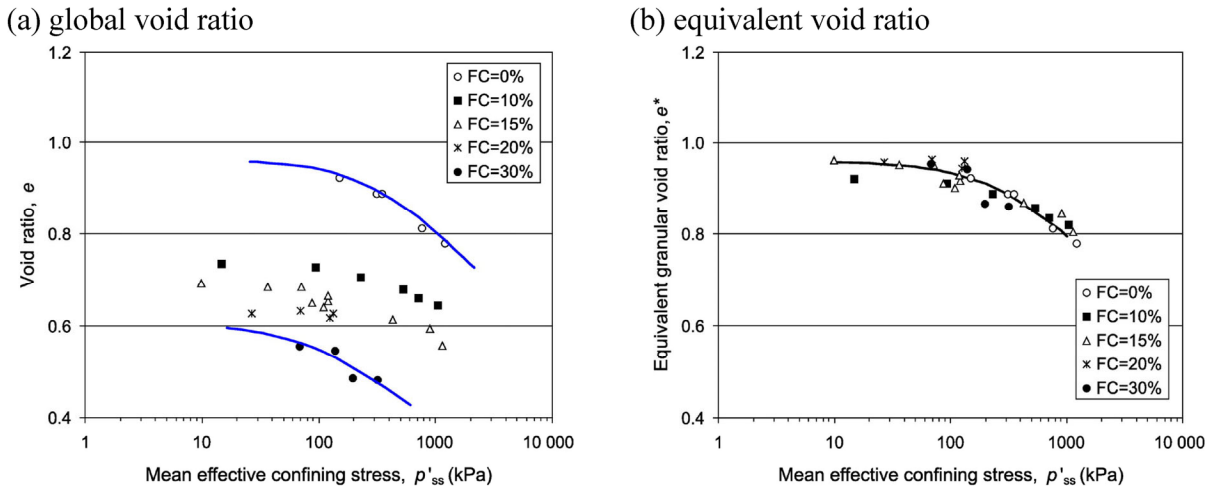 (a) global void ratio
1.2
1.0
0.8
0.6
0.4
Void ratio, e
FC=0%
FC=10%
FC=15%
FC=20%
FC=30%
1
10
100
1000
10 000
Mean effective confining stress, p'ss (kPa)
(b) equivalent void ratio
1.2
1.0
0.8
0.6
0.4
Equivalent granular void ratio, e*
FC=0%
FC=10%
FC=15%
FC=20%
FC=30%
1
10
100
1000
10 000
Mean effective confining stress, p'ss (kPa)